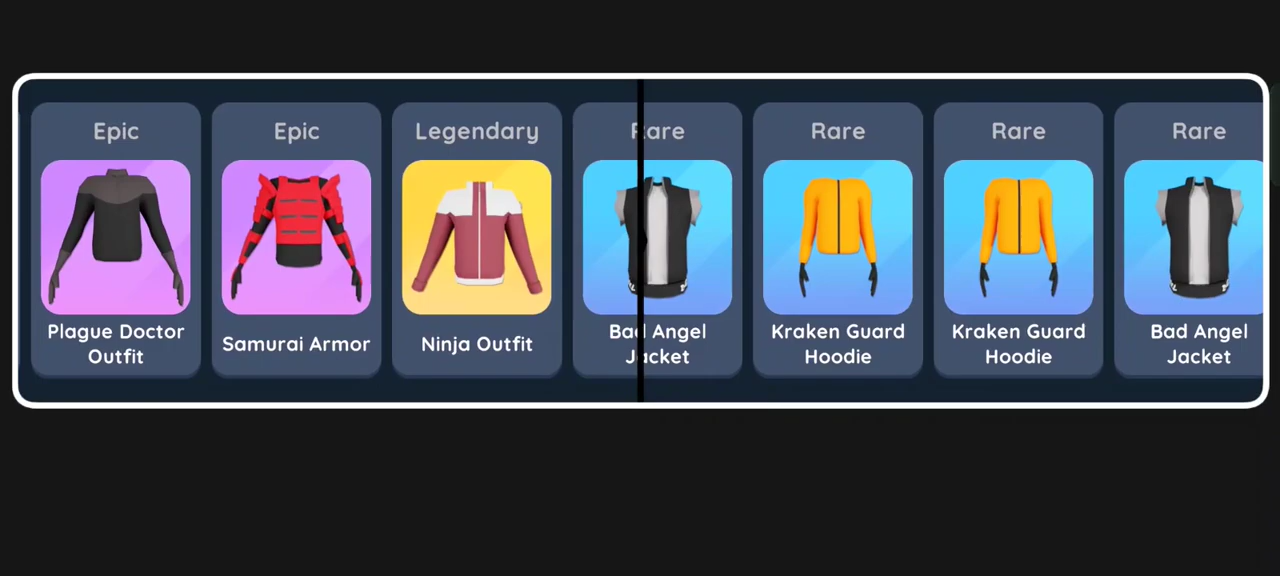 Epic
Plague Doctor
Outfit
Epic
Samurai Armor
Legendary
Ninja Outfit
Rare
Bad Angel
Jacket
Rare
Kraken Guard
Hoodie
Rare
Kraken Guard
Hoodie
Rare
Bad Angel
Jacket